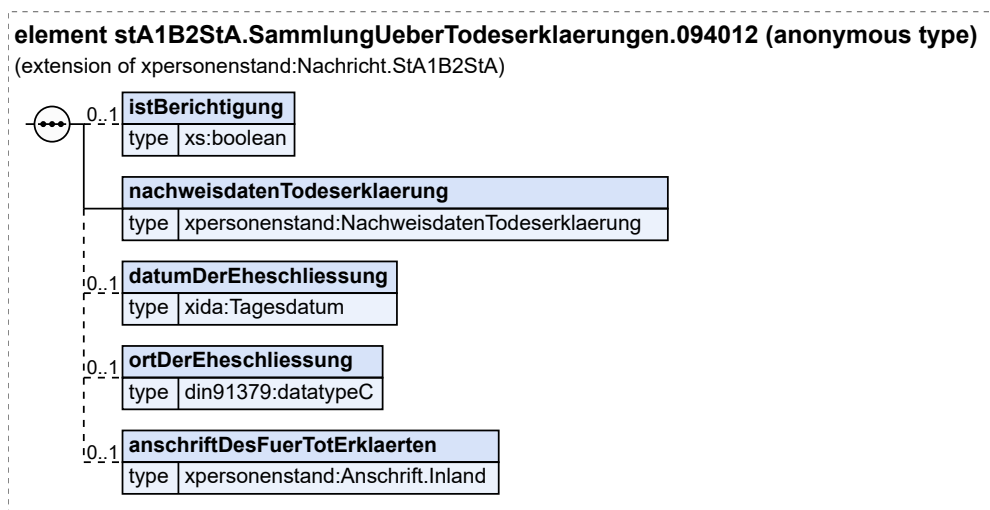 element stA1B2StA.SammlungUeberTodeserklaerungen.094012 (anonymous type)
(extension of xpersonenstand:Nachricht.StA1B2StA)
0..1 istBerichtigung
type xs:boolean
nachweisdatenTodeserklaerung
type xpersonenstand:NachweisdatenTodeserklaerung
0..1 datumDerEheschliessung
type xida:Tagesdatum
0..1 ortDerEheschliessung
type din91379:datatypeC
0..1 anschriftDesFuerTotErklaerten
type xpersonenstand:Anschrift.Inland